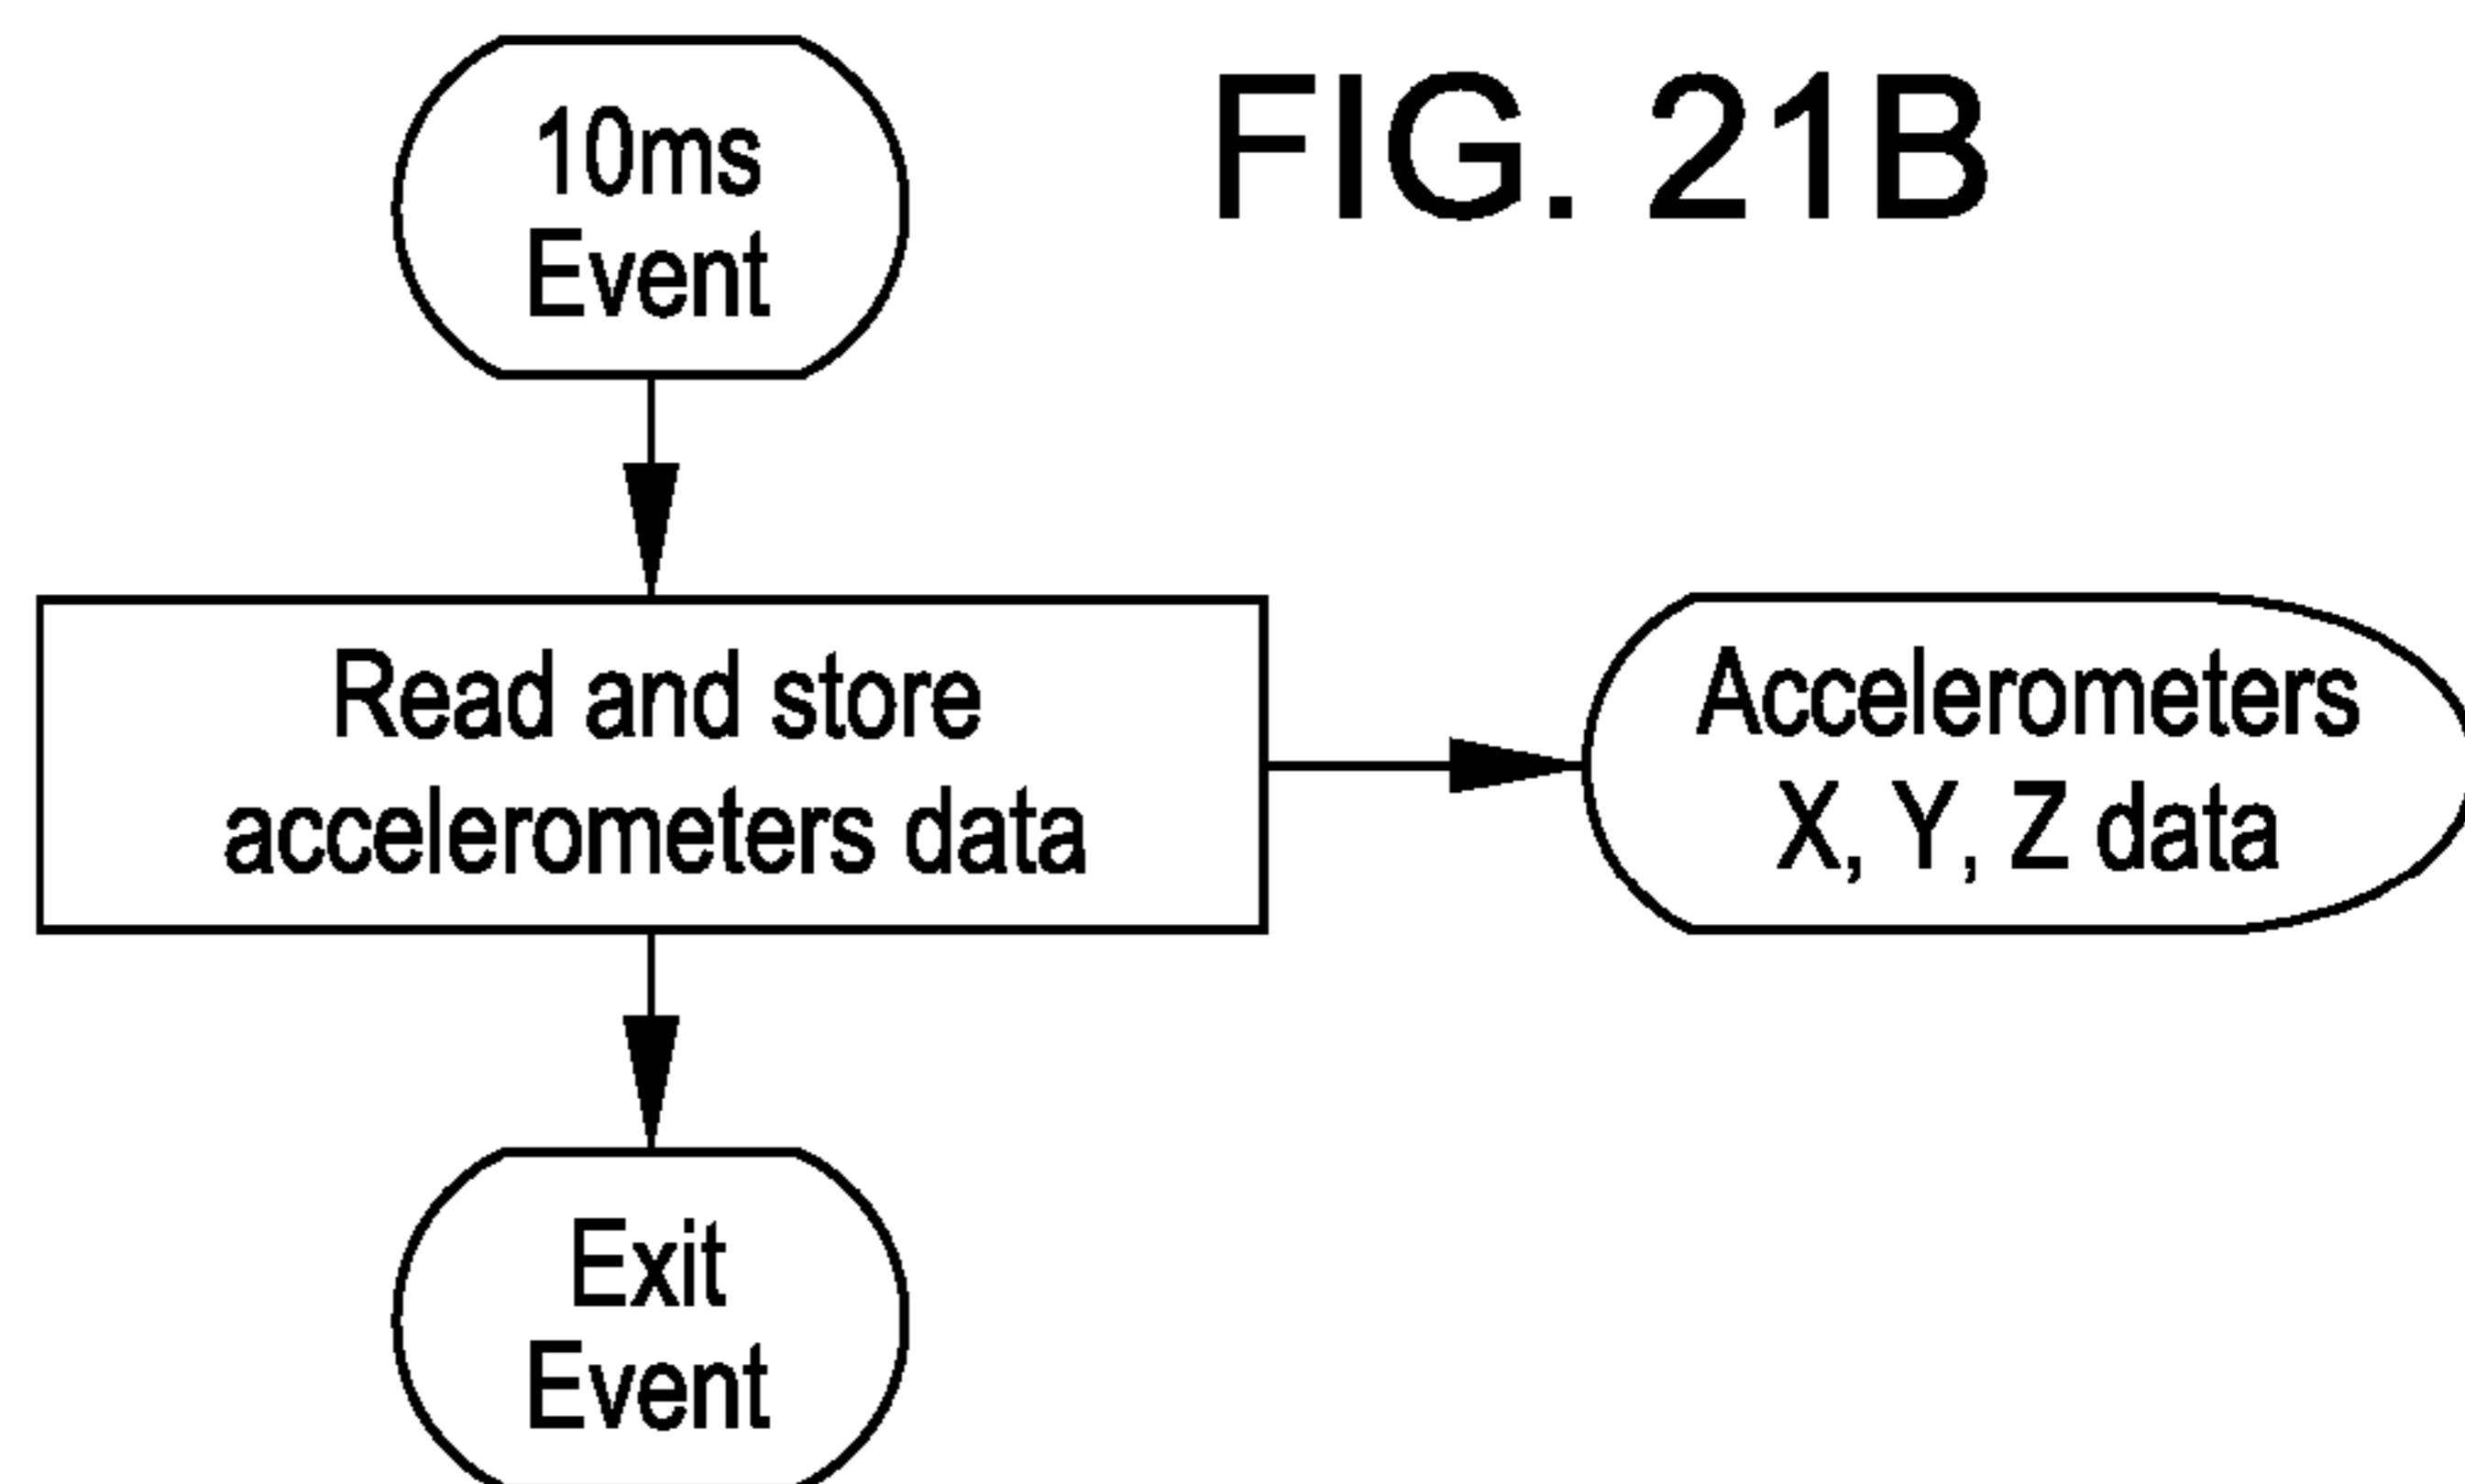 10ms
Event
FIG. 21B
Read and store
accelerometers data
Accelerometers
X, Y, Z data
Exit
Event